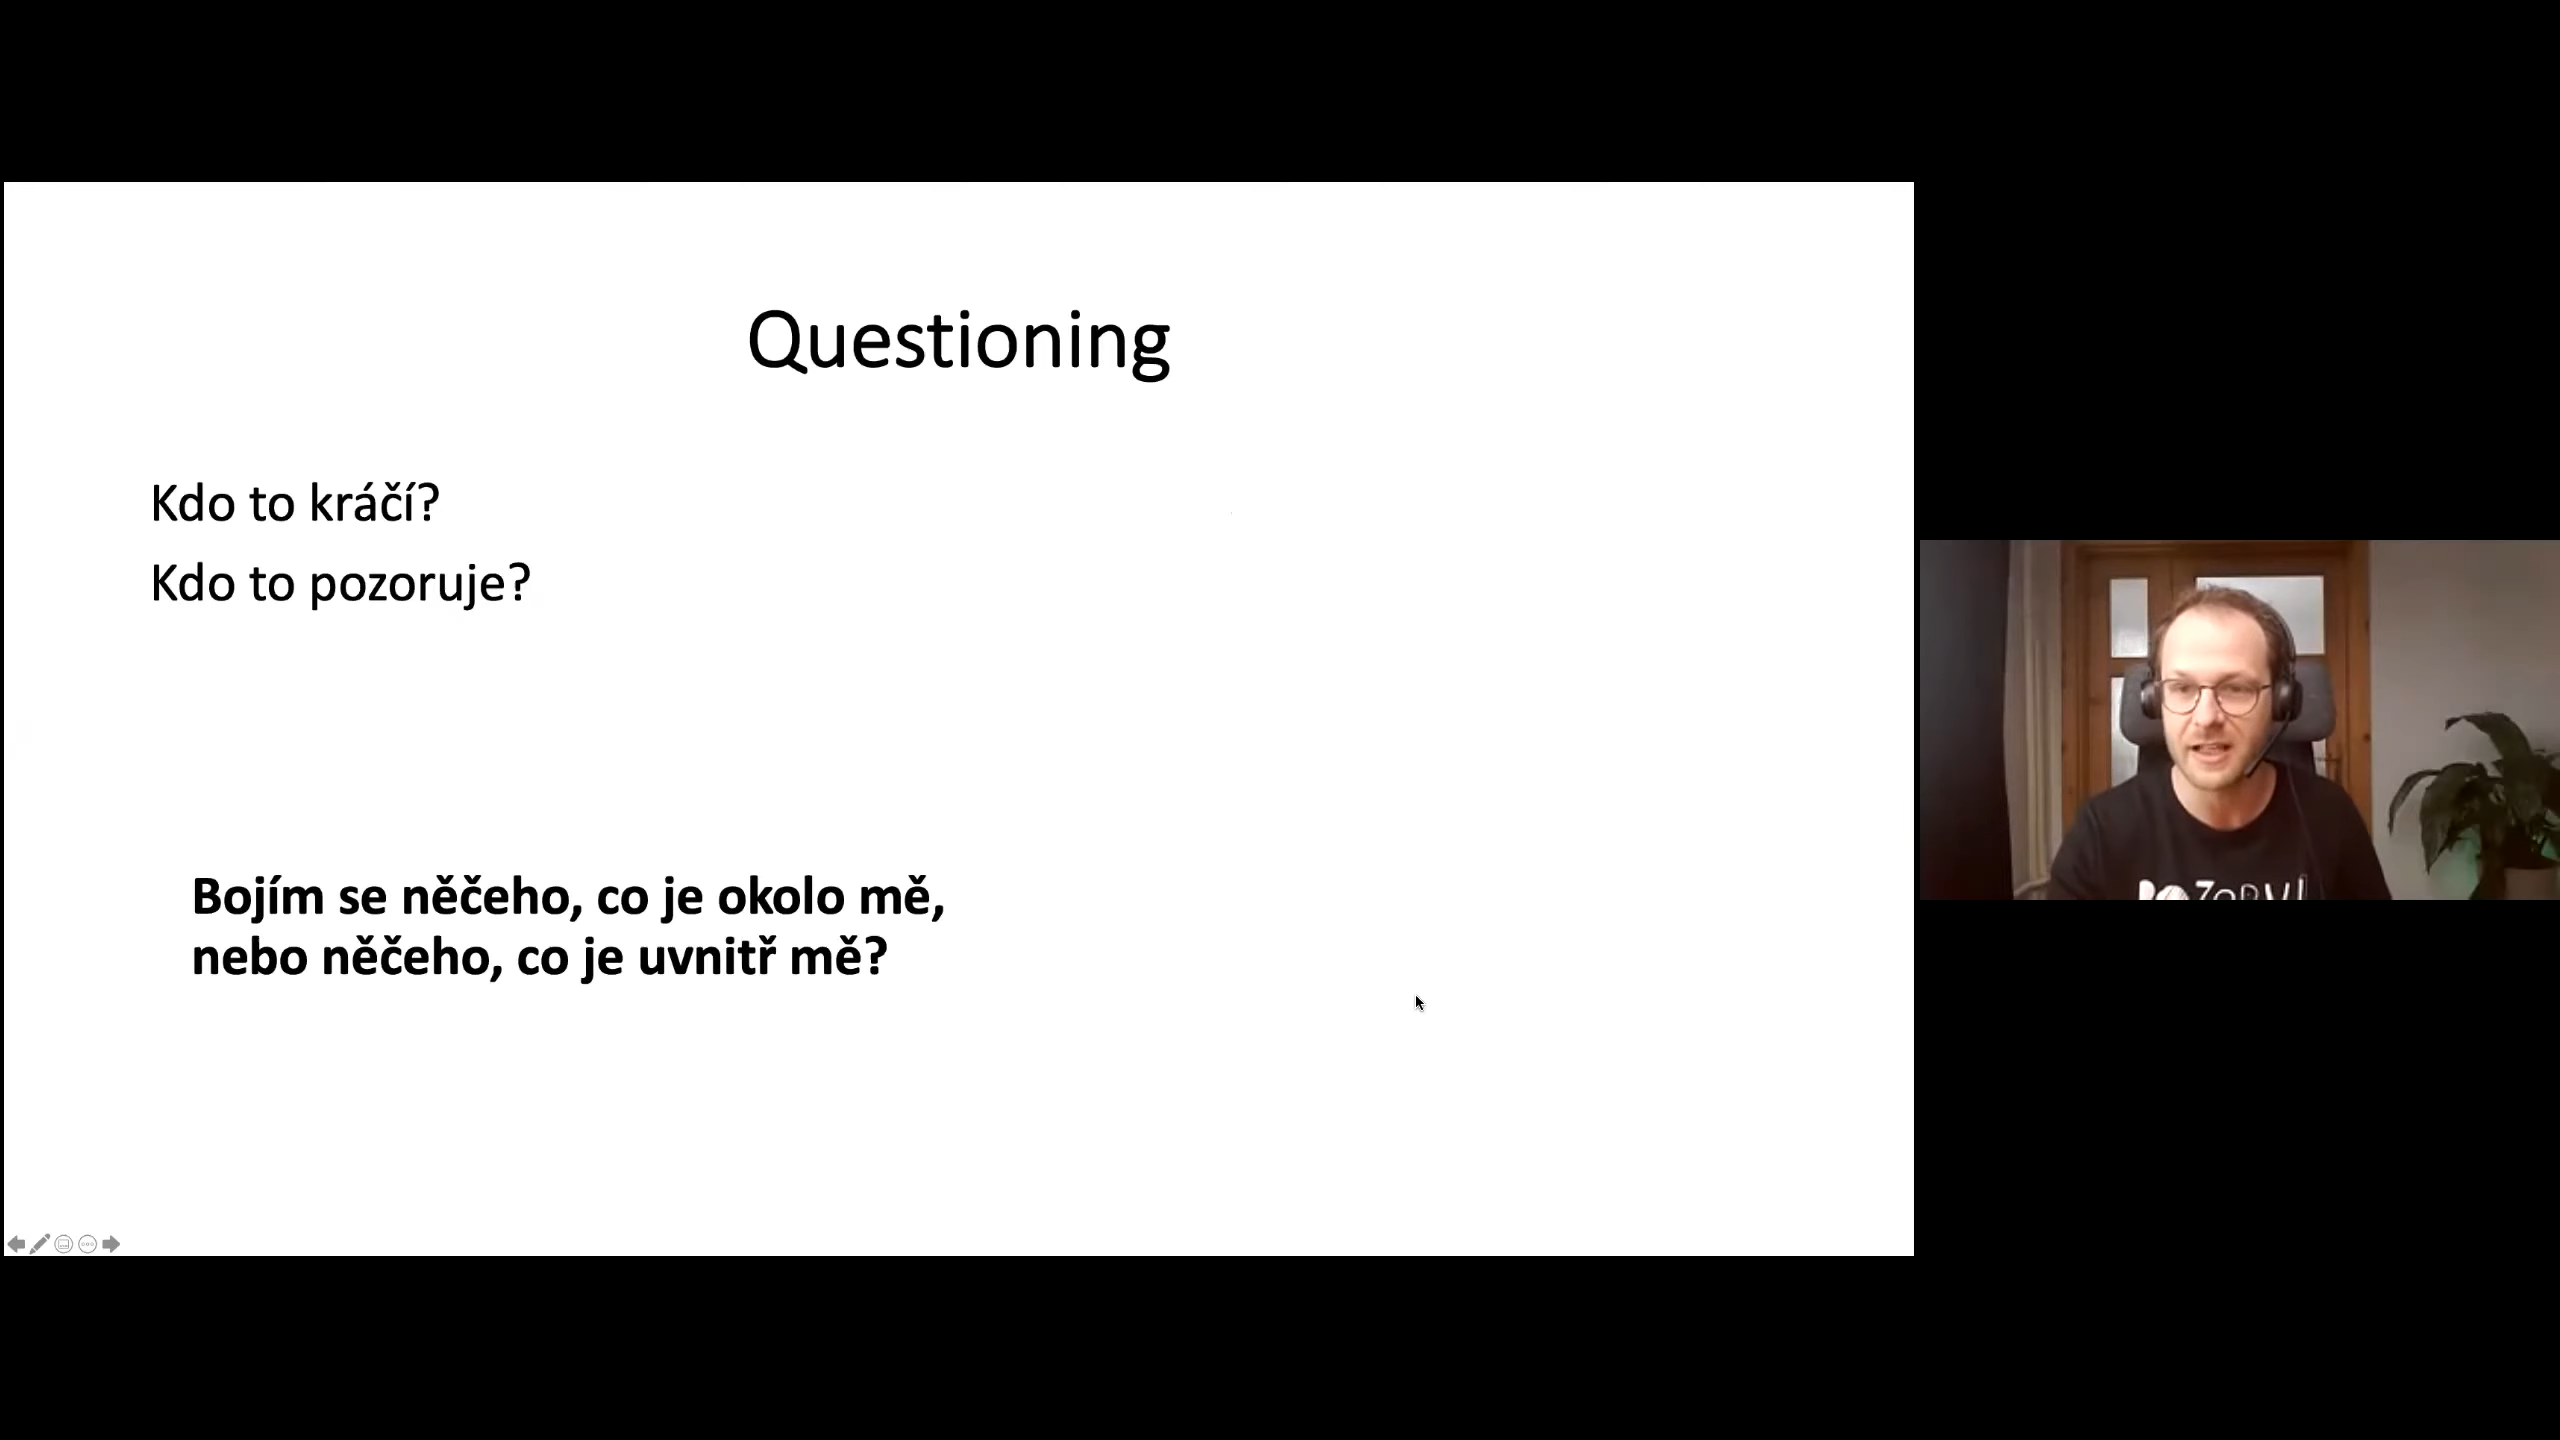 Questioning
Kdo to kráčí?
Kdo to pozoruje?
Bojím se něčeho, co je okolo mě,
nebo něčeho, co je uvnitř mě?